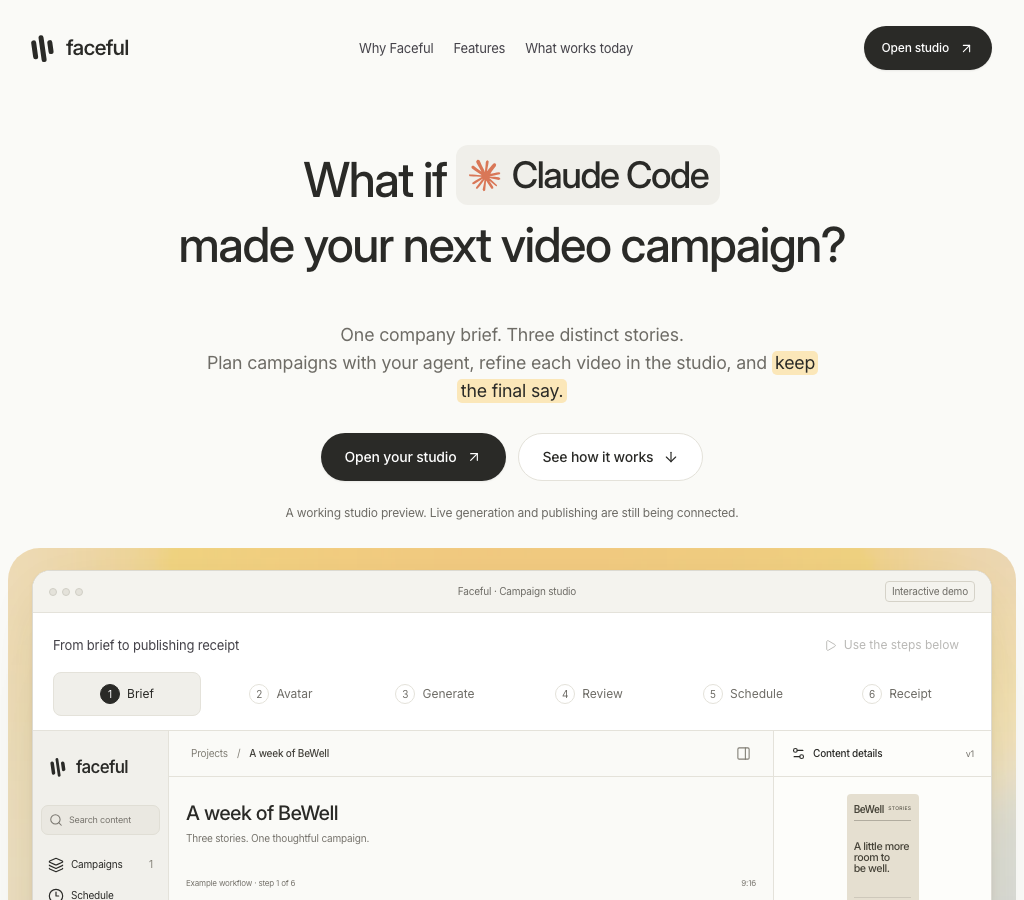 faceful
Why Faceful Features What works today
Open studio
What if Claude Code
made your next video campaign?
One company brief. Three distinct stories.
Plan campaigns with your agent, refine each video in the studio, and keep
the final say.
Open your studio
See how it works
A working studio preview. Live generation and publishing are still being connected.
Faceful · Campaign studio
Interactive demo
From brief to publishing receipt
Use the steps below
1 Brief
2 Avatar
3 Generate
4 Review
5 Schedule
6 Receipt
faceful
Projects / A week of BeWell
Content details
v1
Search content
Campaigns 1
Schedule
A week of BeWell
Three stories. One thoughtful campaign.
Example workflow · step 1 of 6
9:16
BeWell STORIES
A little more
room to
be well.